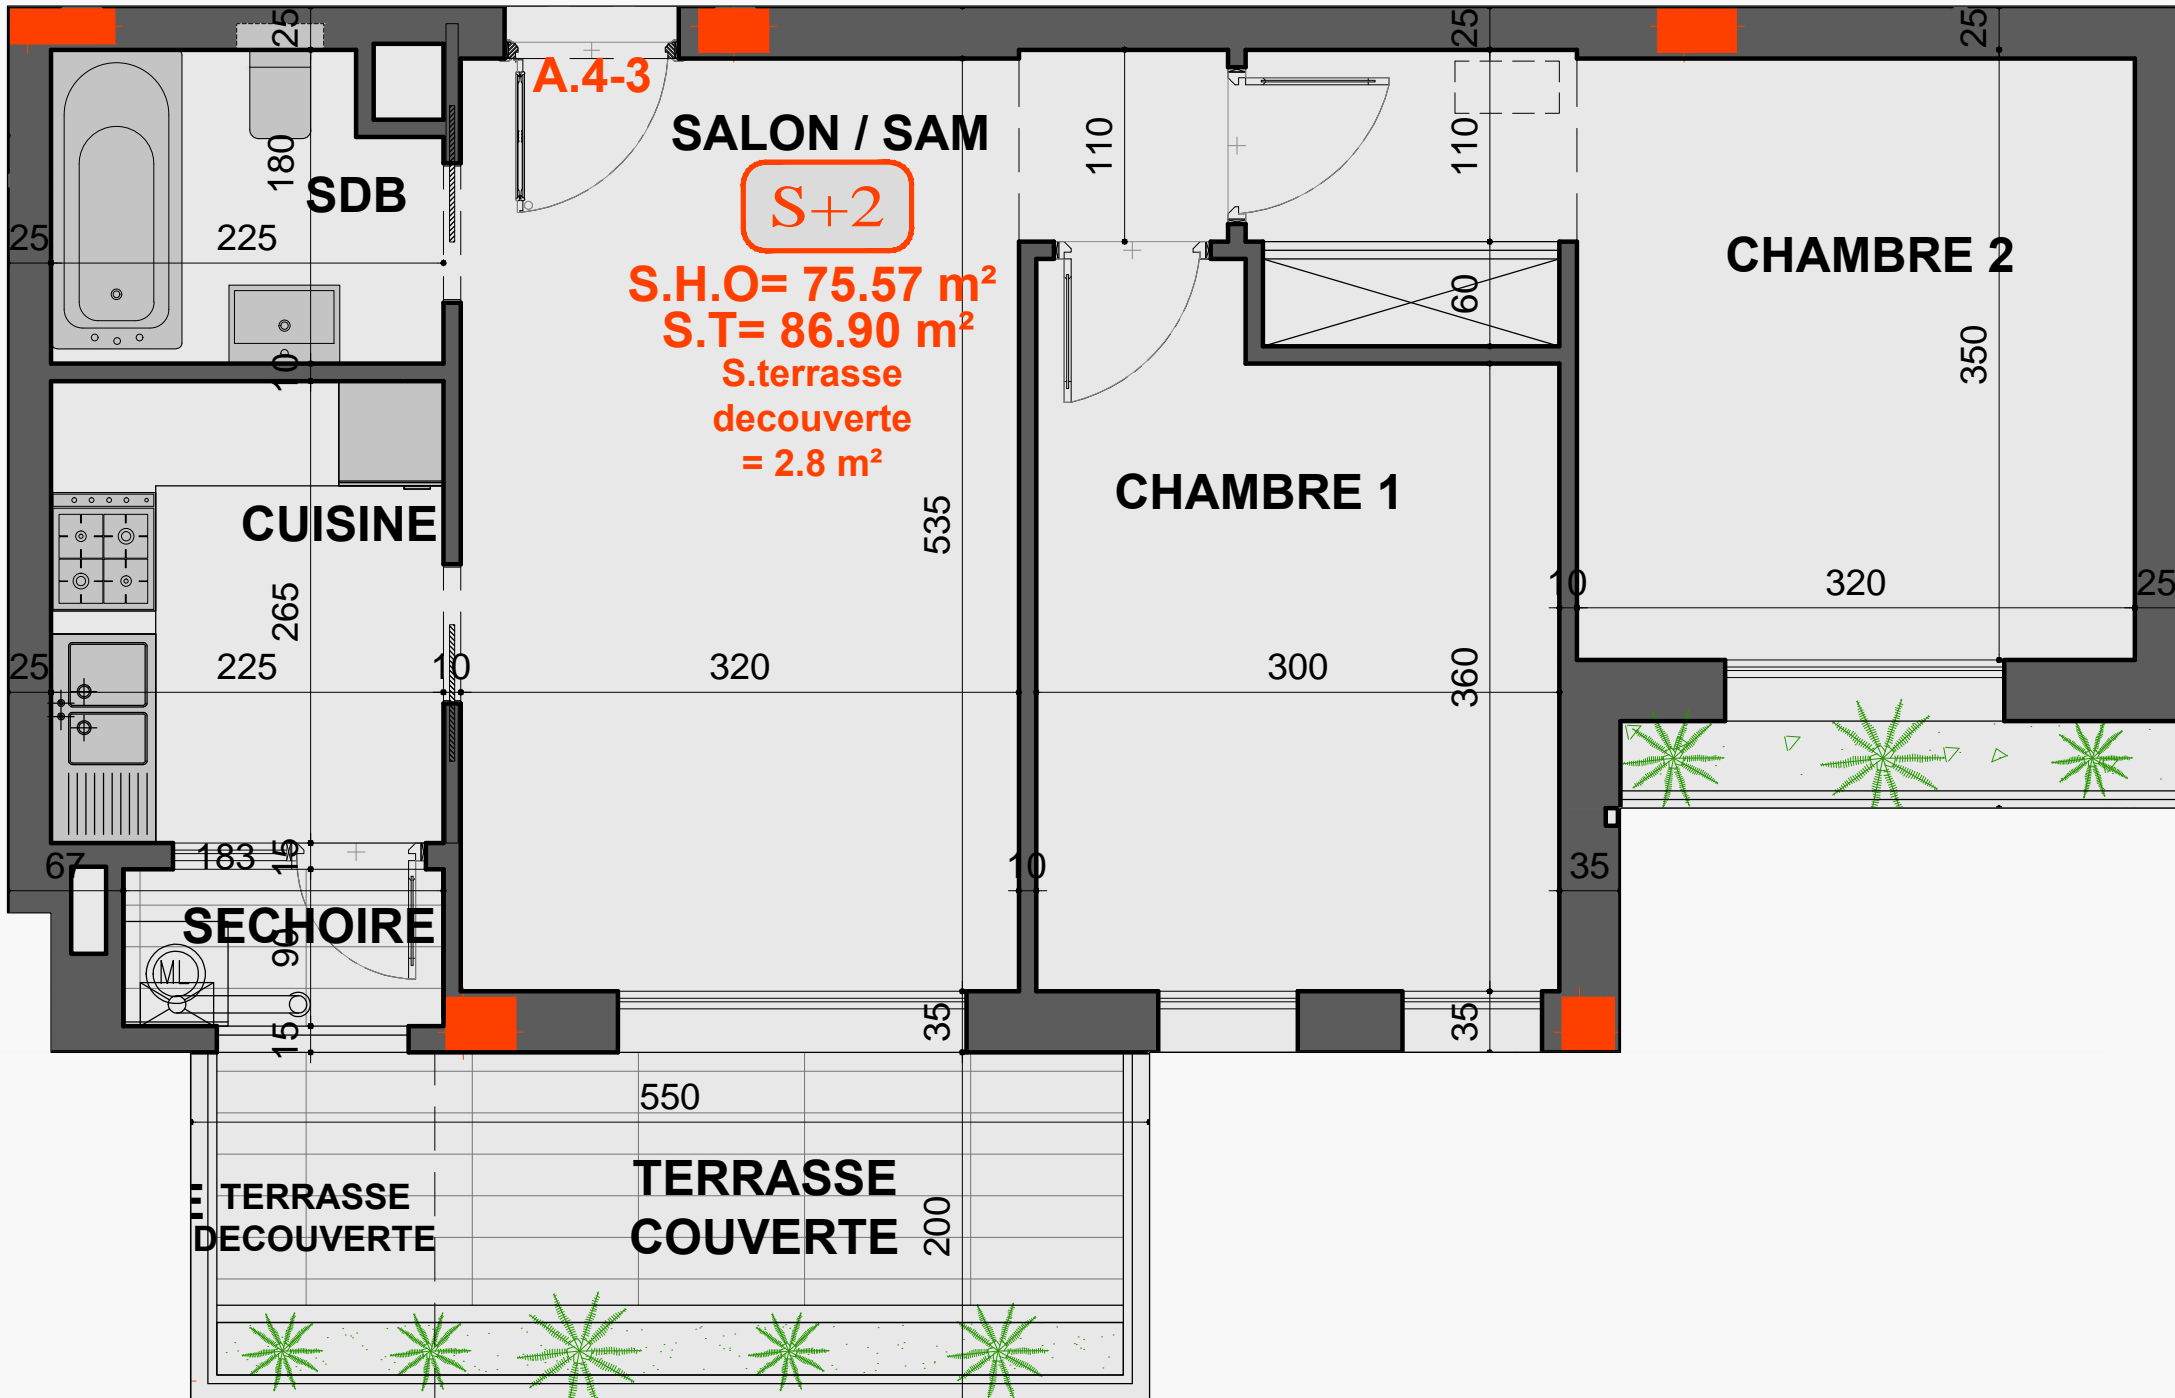 25
25
25
A.4-3
SALON / SAM
110
110
180
SDB
S+2
25
225
CHAMBRE 2
S.H.O= 75.57 m²
60
S.T= 86.90 m²
350
10
S.terrasse
decouverte
= 2.8 m²
CHAMBRE 1
CUISINE
535
265
10
320
25
25
225
10
320
300
360
67
183
15
10
35
SECHOIRE
90
ML
15
35
35
550
TERRASSE
COUVERTE
E TERRASSE
DECOUVERTE
200